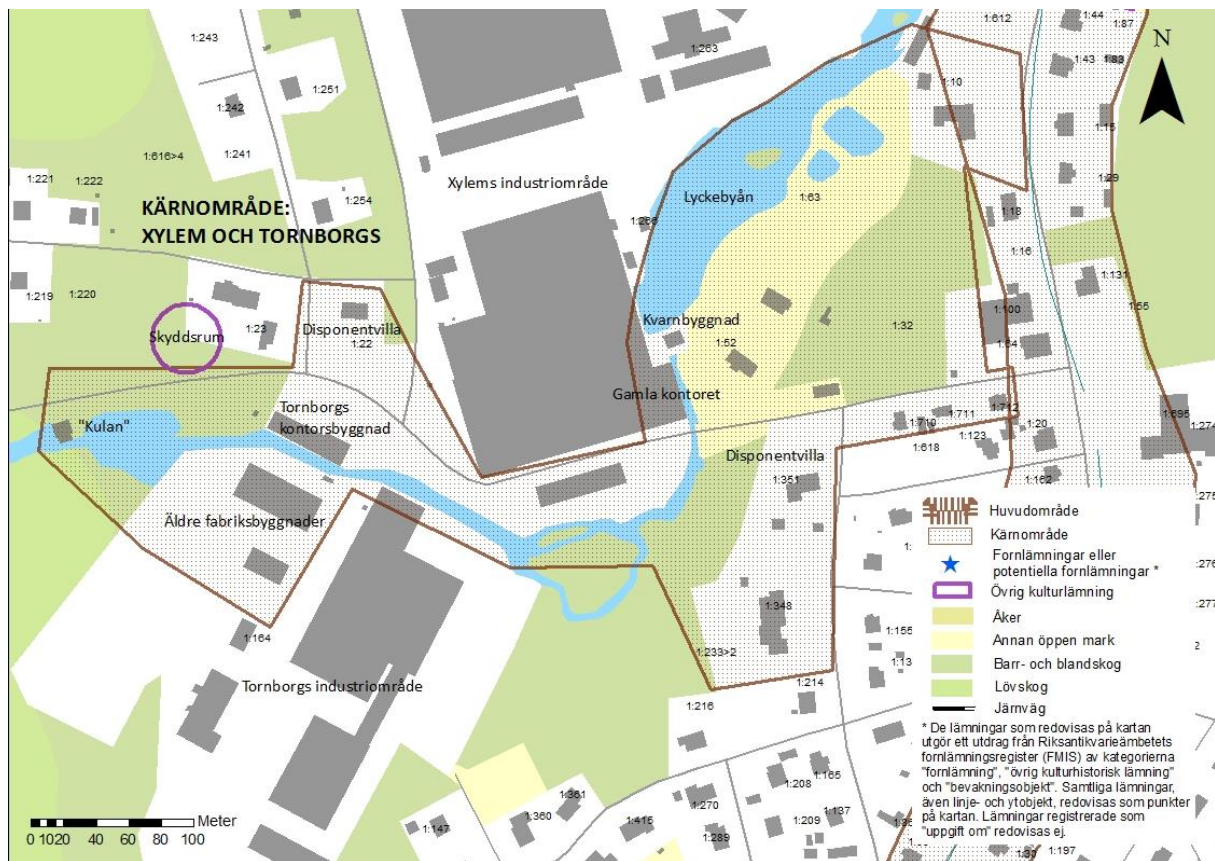 1:243
1:242
1:241
1:251
1:616>4
1:254
1:221
1:222
1:219
1:220
KÄRNOMRÅDE:
XYLEM OCH TORNBORGS
Skyddsrum
1:23
Disponentvilla
1:22
"Kulan"
Tornborgs
kontorsbyggnad
Äldre fabriksbyggnader
1:164
Tornborgs industriområde
Xylems industriområde
1:263
Lyckebyån
1:63
Kvarnbyggnad
1:52
1:32
Gamla kontoret
Disponentvilla
1:351
1:348
1:233>2
1:214
1:216
1:612
1:44
1:87
1:10
1:43
1:83
1:15
1:29
1:18
1:16
1:131
1:55
1:100
1:64
1:712
1:711
1:710
1:618
1:123
1:20
1:162
1:695
1:274
1:155
1:147
1:360
1:361
1:416
1:270
1:289
1:208
1:165
1:209
1:137
1:197
N
Huvudområde
Kärnområde
Fornlämningar eller
potentiella fornlämningar *
Övrig kulturlämning
Åker
Annan öppen mark
Barr- och blandskog
Lövskog
Järnväg
* De lämningar som redovisas på kartan
utgör ett utdrag från Riksantikvarieämbetets
fornlämningsregister (FMIS) av kategorierna
"fornlämning", "övrig kulturhistorisk lämning"
och "bevakningsobjekt". Samtliga lämningar,
även linje- och ytobjekt, redovisas som punkter
på kartan. Lämningar registrerade som
"uppgift om" redovisas ej.
0 10 20 40 60 80 100 Meter